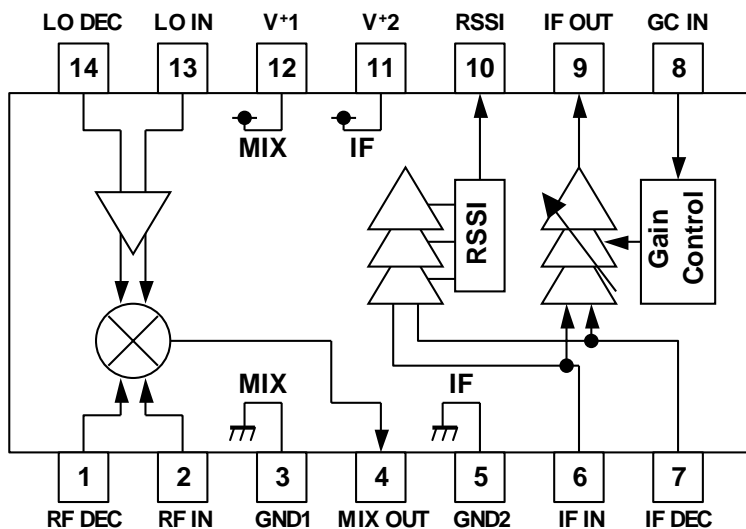 LO DEC LO IN V+1 V+2 RSSI IF OUT GC IN
14 13 12 11 10 9 8
MIX IF
RSSI
Gain
Control
MIX IF
1 2 3 4 5 6 7
RF DEC RF IN GND1 MIX OUT GND2 IF IN IF DEC